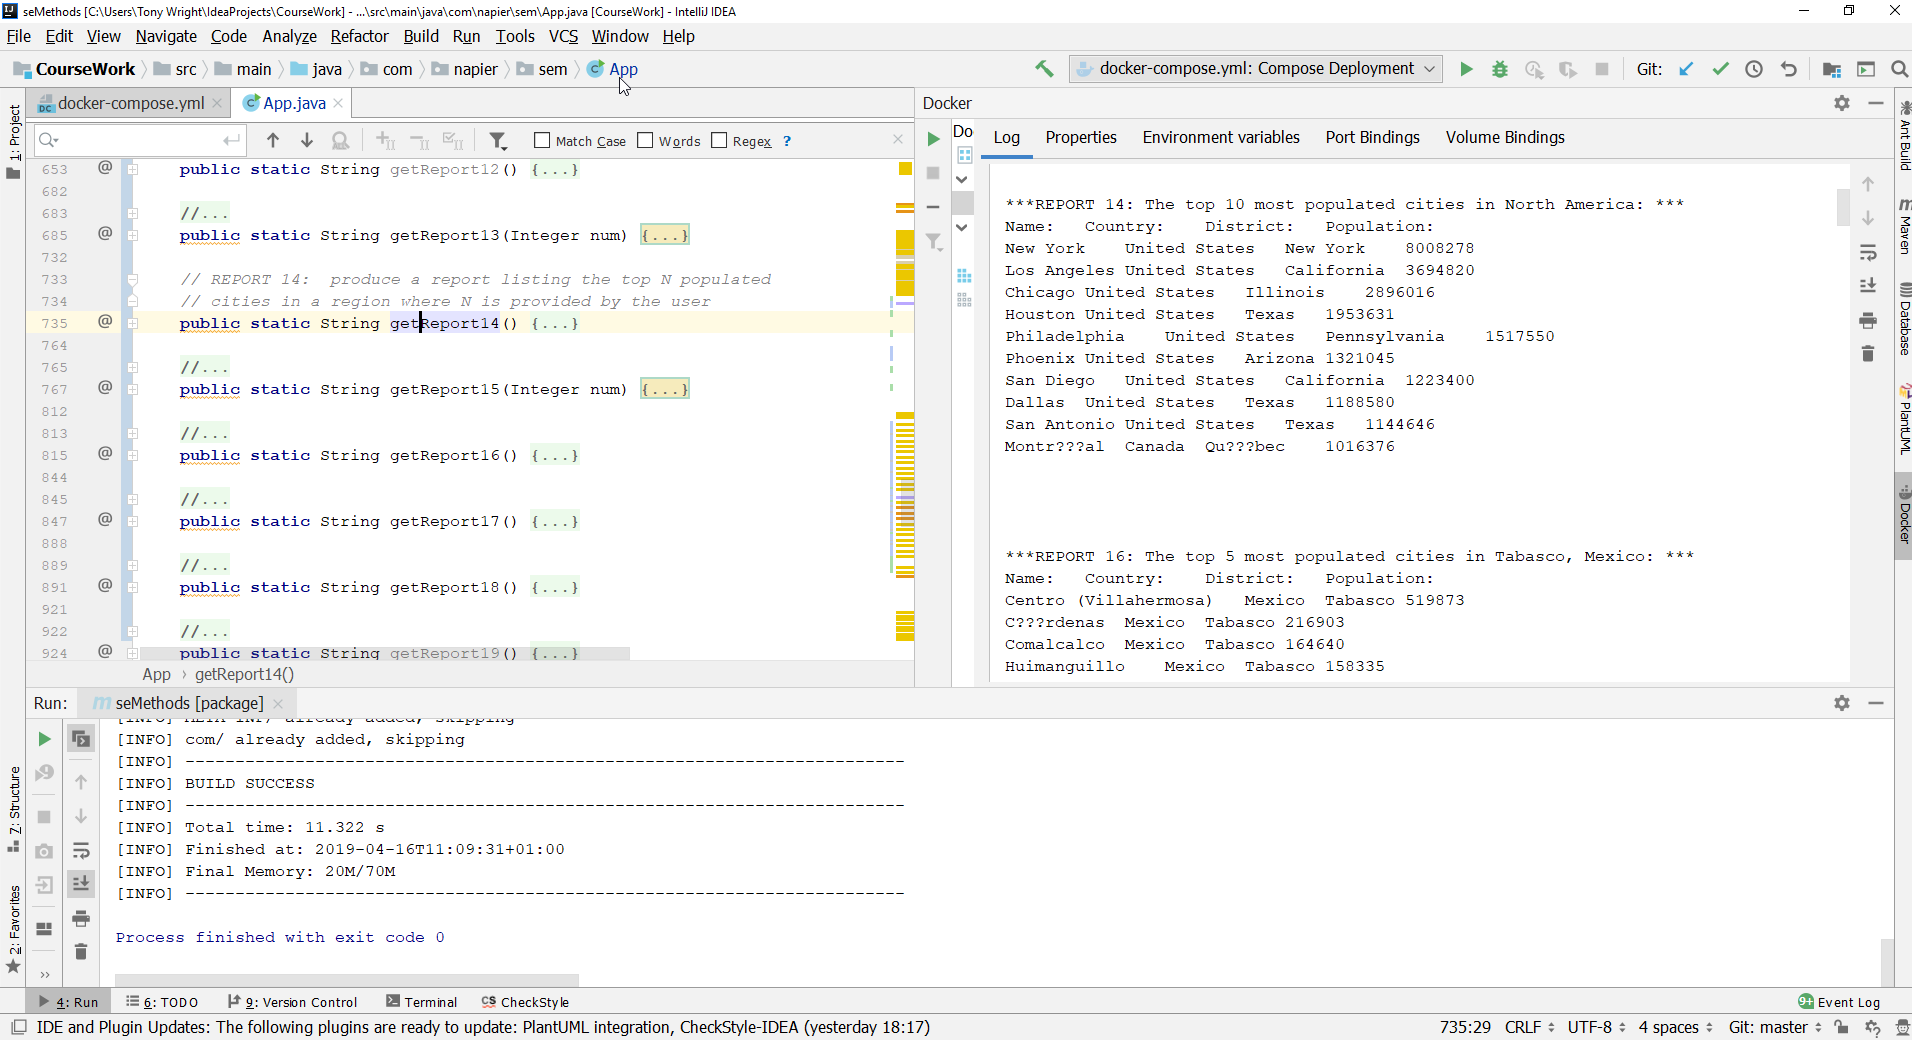 seMethods [C:\Users\Tony Wright\IdeaProjects\CourseWork] - ...\src\main\java\com\napier\sem\App.java [CourseWork] - IntelliJ IDEA
File Edit View Navigate Code Analyze Refactor Build Run Tools VCS Window Help
CourseWork src main java com napier sem App
docker-compose.yml: Compose Deployment Git:
docker-compose.yml App.java
Match Case Words Regex ?
653 @ public static String getReport12() {...}
682
683 //...
685 @ public static String getReport13(Integer num) {...}
732
733 // REPORT 14:  produce a report listing the top N populated
734 // cities in a region where N is provided by the user
735 @ public static String getReport14() {...}
764
765 //...
767 @ public static String getReport15(Integer num) {...}
812
813 //...
815 @ public static String getReport16() {...}
844
845 //...
847 @ public static String getReport17() {...}
888
889 //...
891 @ public static String getReport18() {...}
921
922 //...
924 @ public static String getReport19() {...}
App › getReport14()
Docker
Do
Log Properties Environment variables Port Bindings Volume Bindings
***REPORT 14: The top 10 most populated cities in North America: ***
Name: Country: District: Population:
New York United States New York 8008278
Los Angeles United States California 3694820
Chicago United States Illinois 2896016
Houston United States Texas 1953631
Philadelphia United States Pennsylvania 1517550
Phoenix United States Arizona 1321045
San Diego United States California 1223400
Dallas United States Texas 1188580
San Antonio United States Texas 1144646
Montr???al Canada Qu???bec 1016376
***REPORT 16: The top 5 most populated cities in Tabasco, Mexico: ***
Name: Country: District: Population:
Centro (Villahermosa) Mexico Tabasco 519873
C???rdenas Mexico Tabasco 216903
Comalcalco Mexico Tabasco 164640
Huimanguillo Mexico Tabasco 158335
1: Project
7: Structure
2: Favorites
Ant Build
Maven
Database
PlantUML
Docker
Run: seMethods [package]
[INFO] META-INF/ already added, skipping
[INFO] com/ already added, skipping
[INFO] ------------------------------------------------------------------------
[INFO] BUILD SUCCESS
[INFO] ------------------------------------------------------------------------
[INFO] Total time: 11.322 s
[INFO] Finished at: 2019-04-16T11:09:31+01:00
[INFO] Final Memory: 20M/70M
[INFO] ------------------------------------------------------------------------
Process finished with exit code 0
4: Run 6: TODO 9: Version Control Terminal CheckStyle 9+ Event Log
IDE and Plugin Updates: The following plugins are ready to update: PlantUML integration, CheckStyle-IDEA (yesterday 18:17) 735:29 CRLF UTF-8 4 spaces Git: master